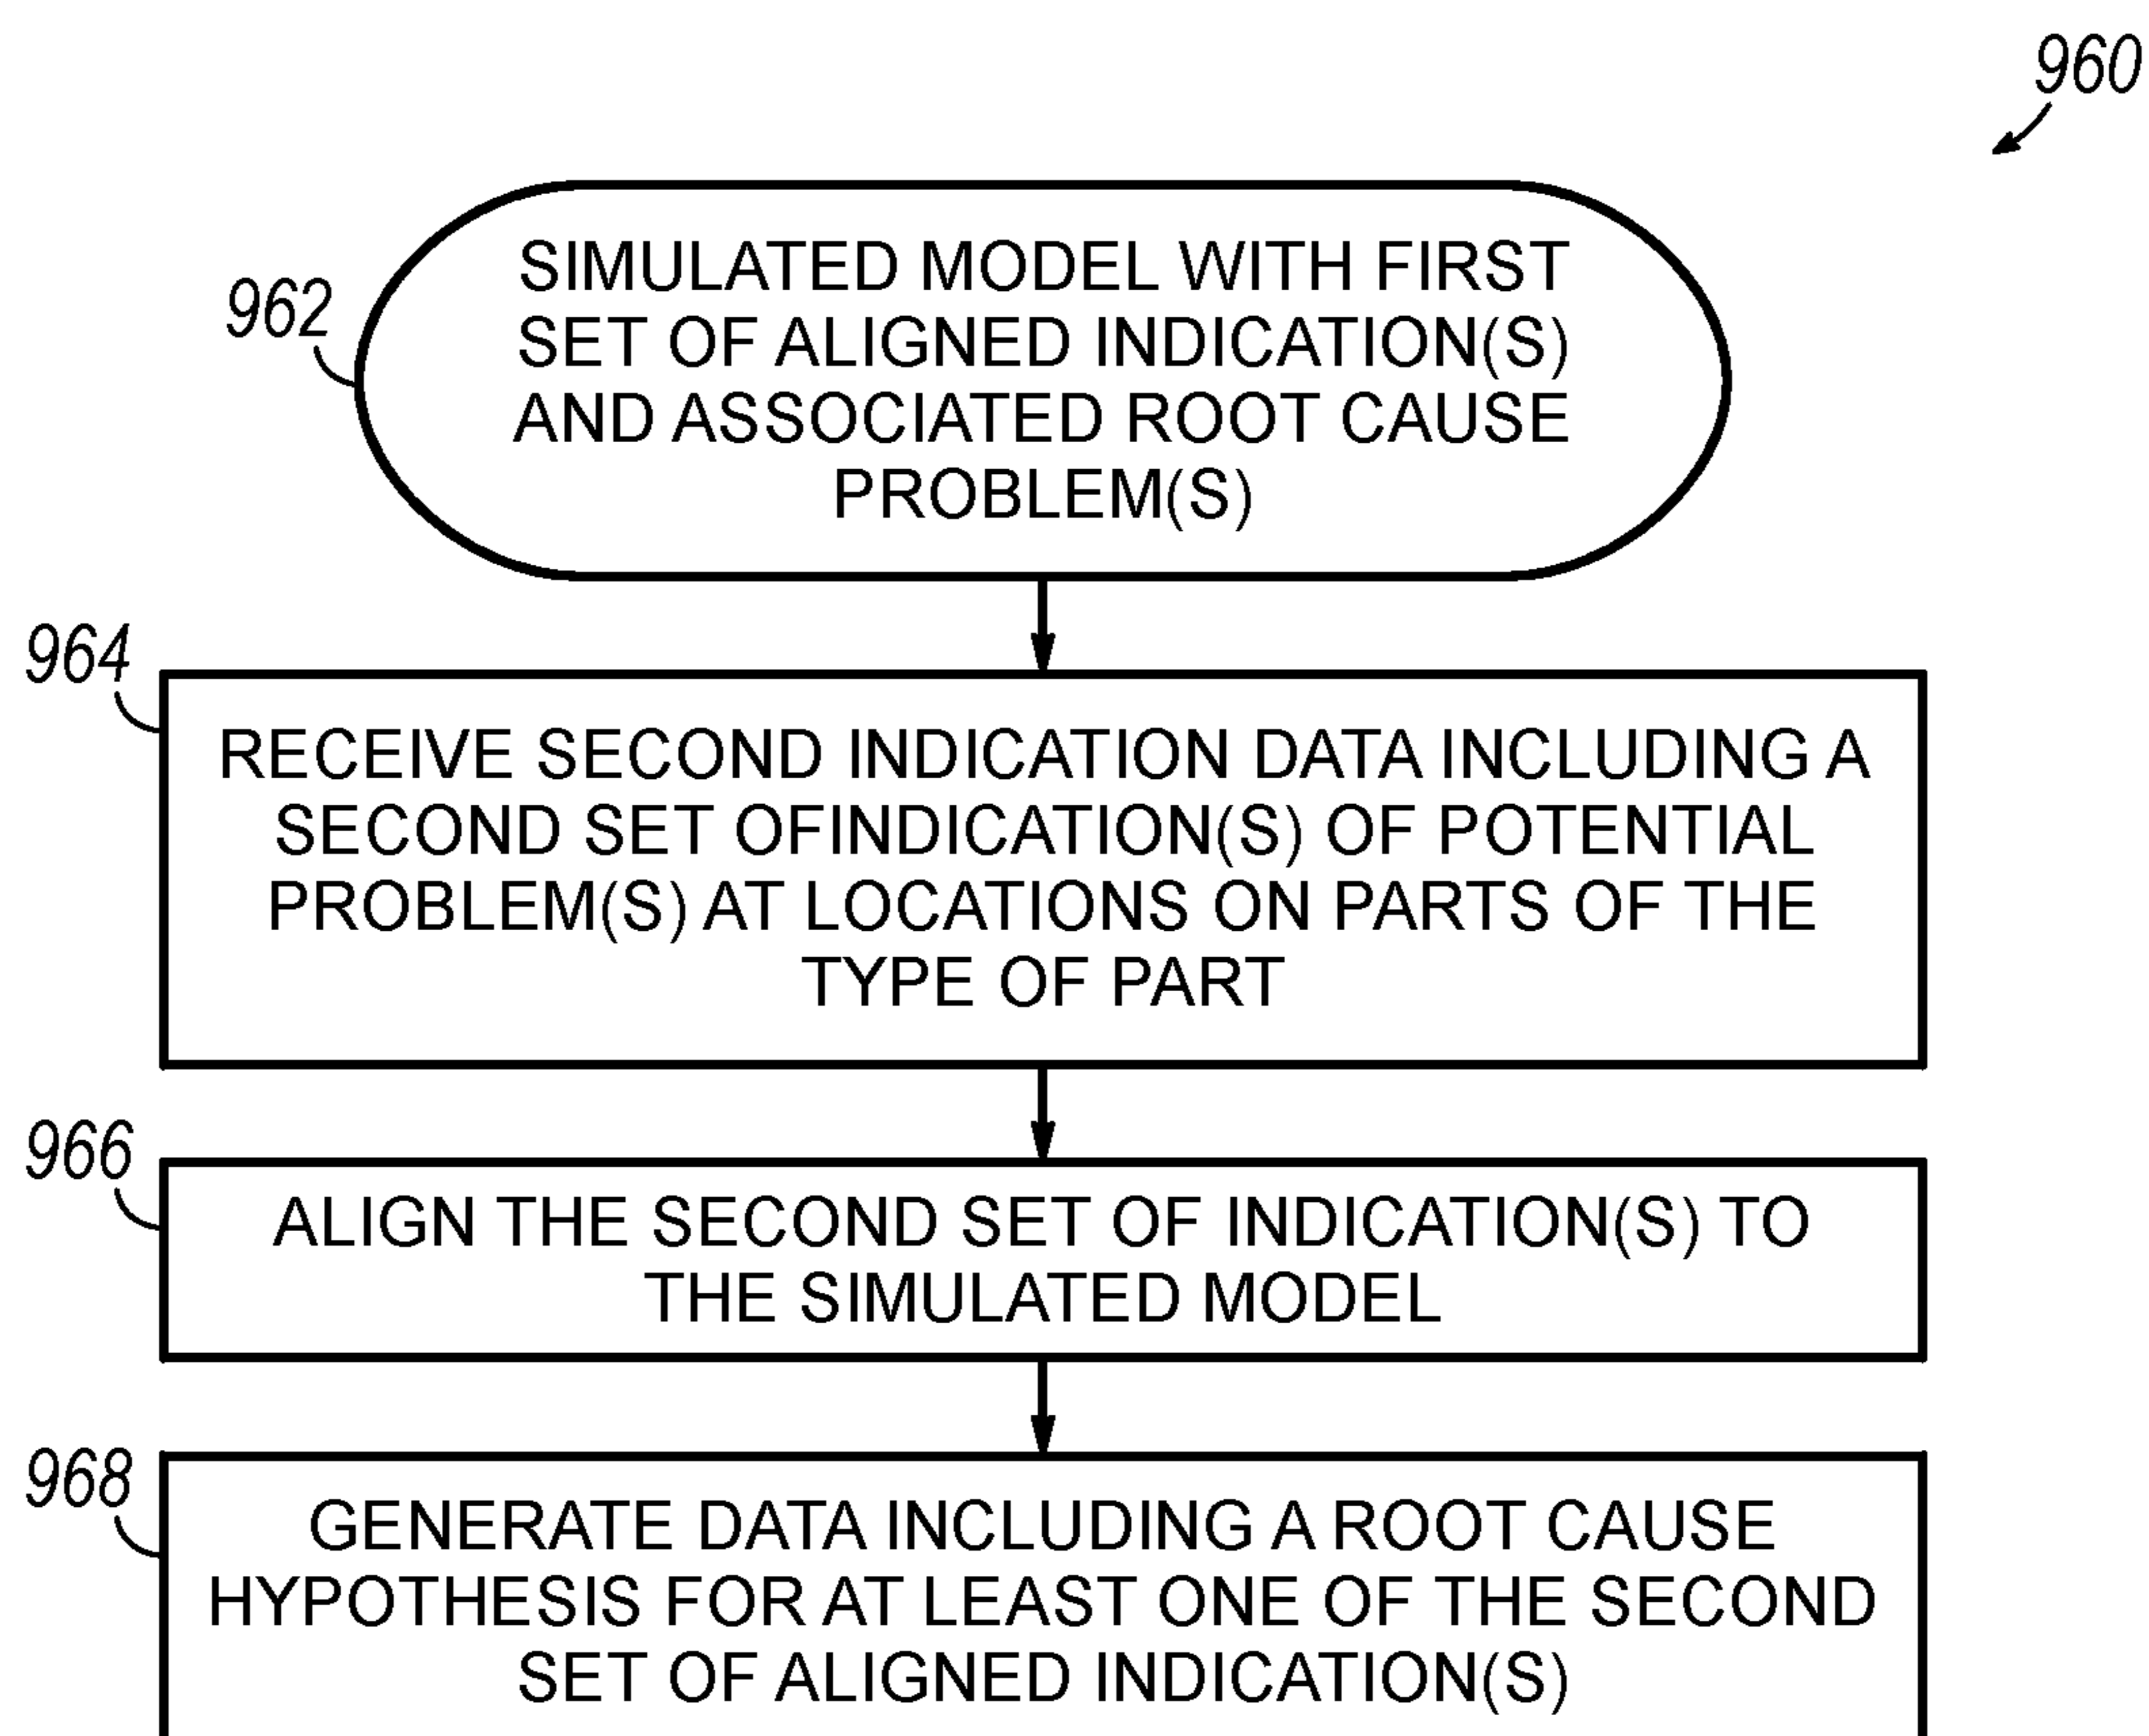 960
962
SIMULATED MODEL WITH FIRST
SET OF ALIGNED INDICATION(S)
AND ASSOCIATED ROOT CAUSE
PROBLEM(S)
964
RECEIVE SECOND INDICATION DATA INCLUDING A
SECOND SET OFINDICATION(S) OF POTENTIAL
PROBLEM(S) AT LOCATIONS ON PARTS OF THE
TYPE OF PART
966
ALIGN THE SECOND SET OF INDICATION(S) TO
THE SIMULATED MODEL
968
GENERATE DATA INCLUDING A ROOT CAUSE
HYPOTHESIS FOR AT LEAST ONE OF THE SECOND
SET OF ALIGNED INDICATION(S)